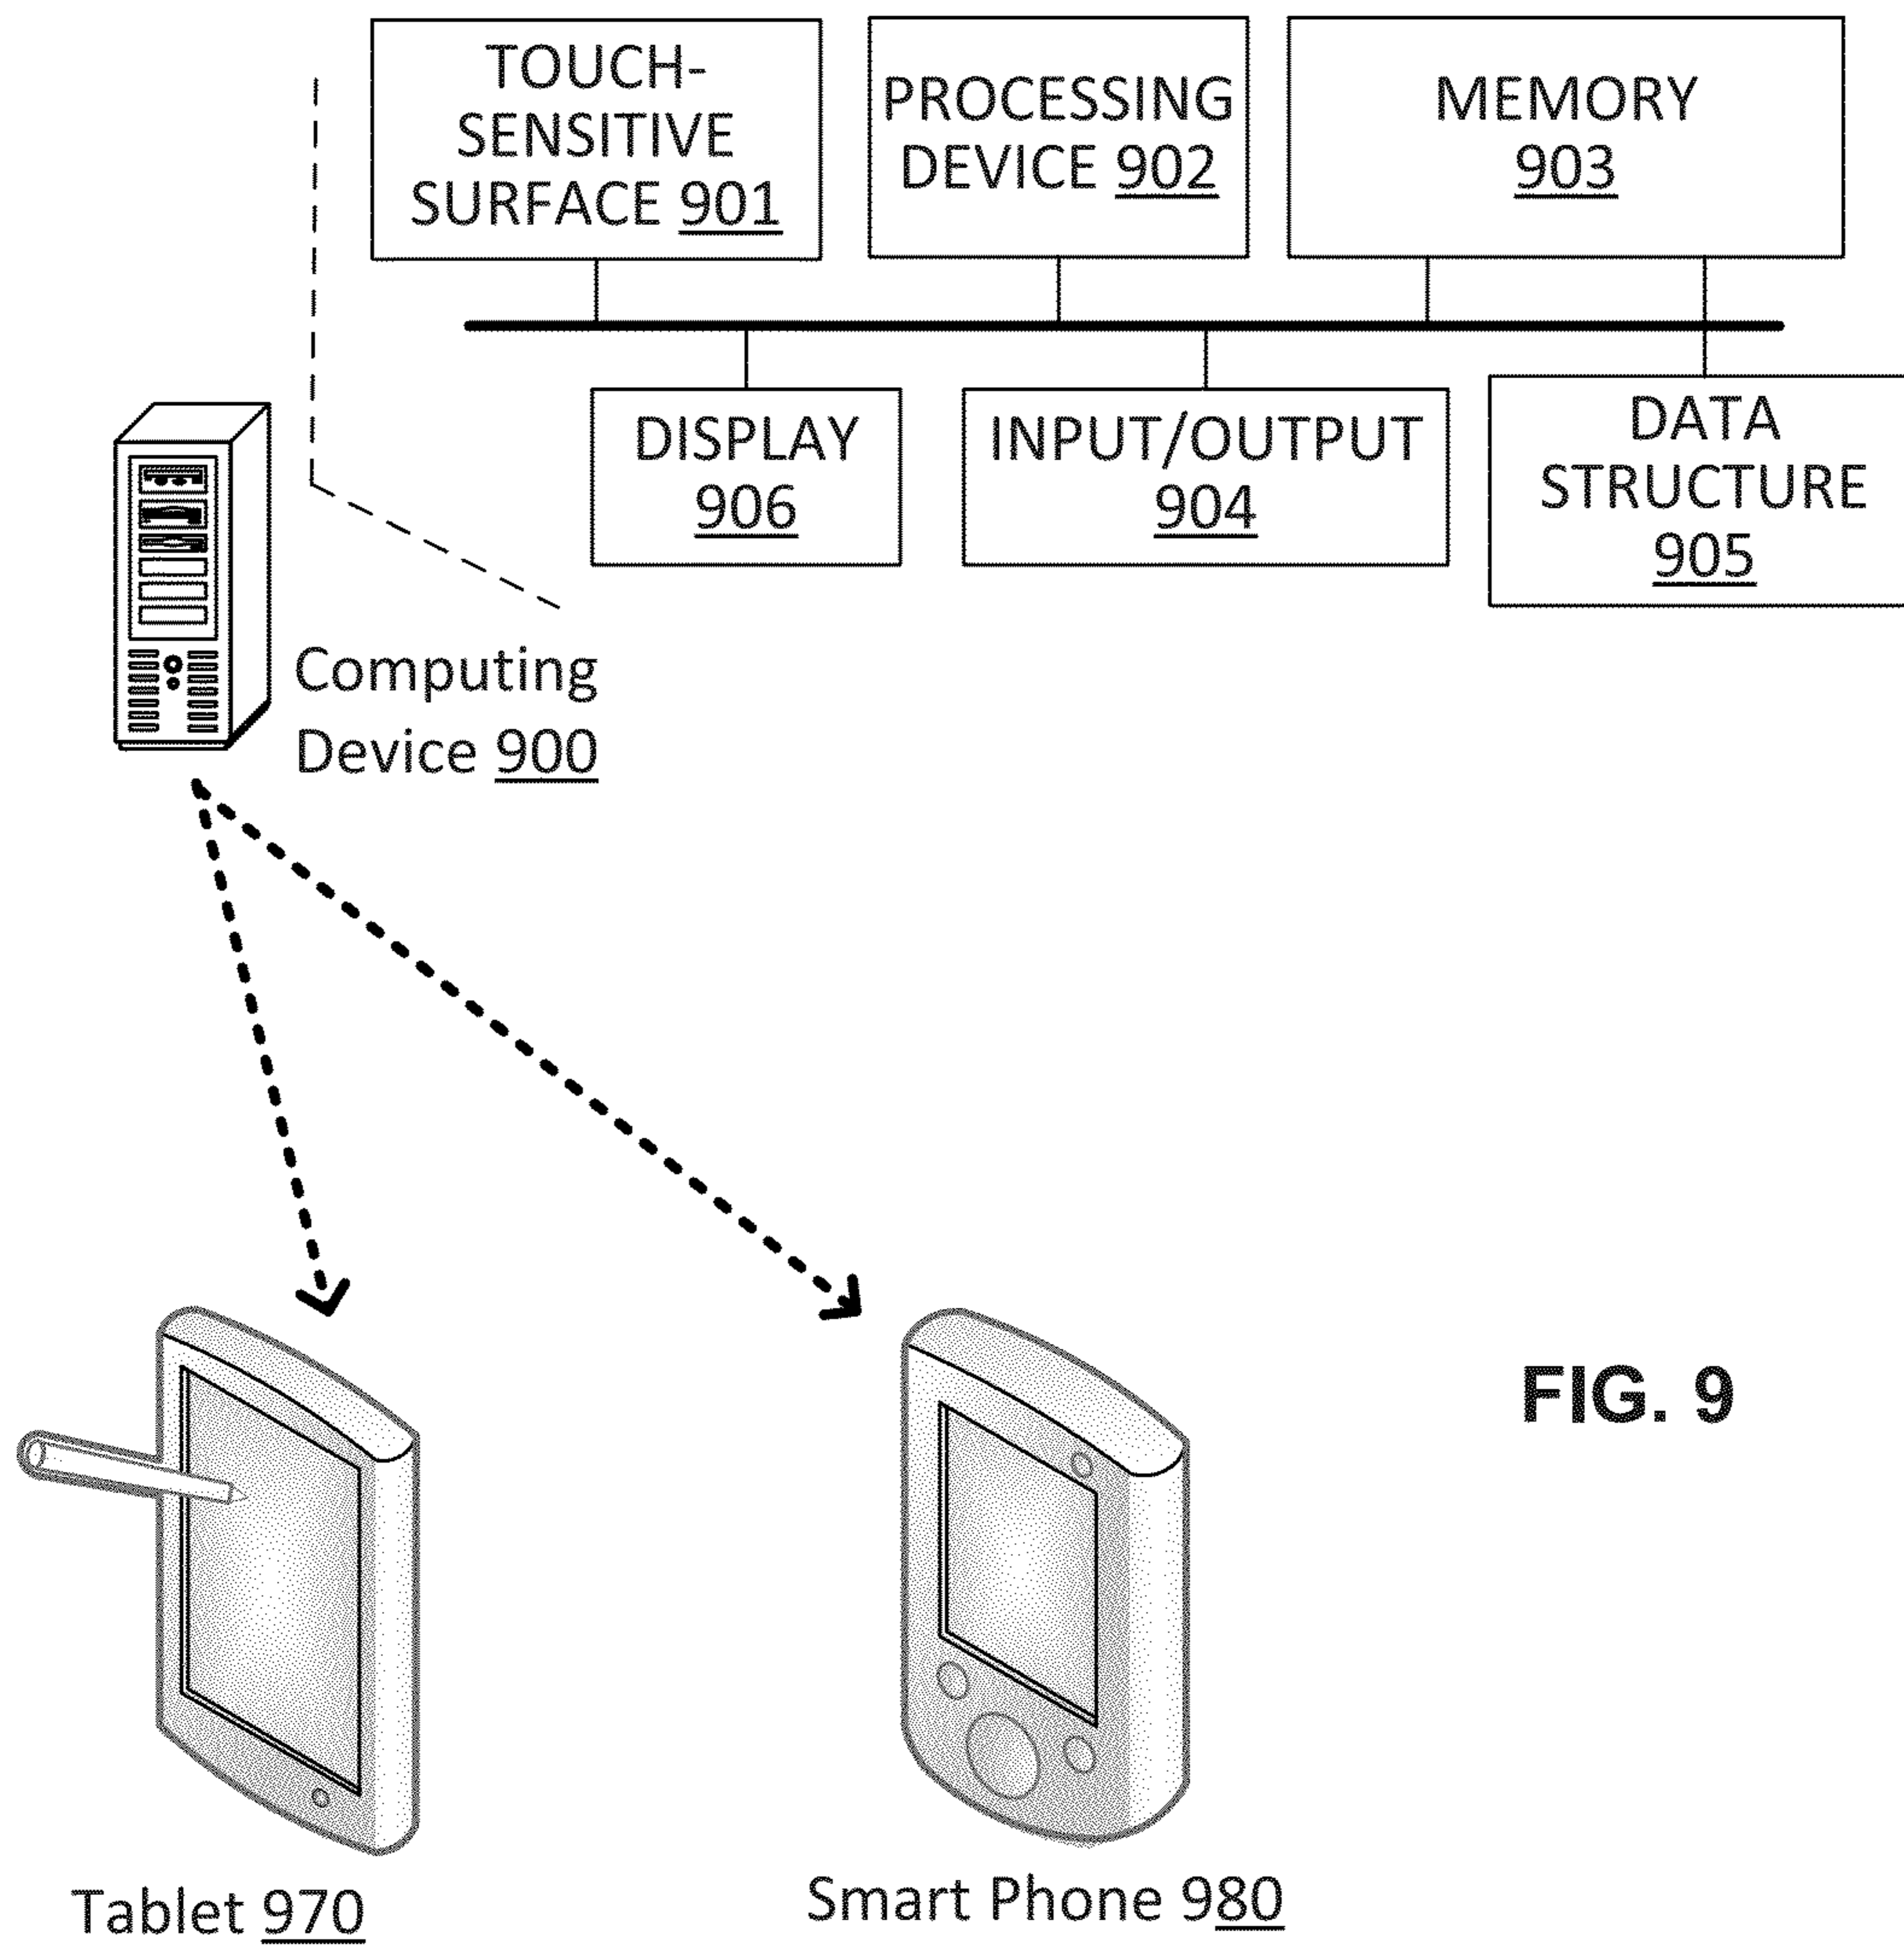 TOUCH-
SENSITIVE
SURFACE 901
PROCESSING
DEVICE 902
MEMORY
903
DISPLAY
906
INPUT/OUTPUT
904
DATA
STRUCTURE
905
Computing
Device 900
FIG. 9
Tablet 970
Smart Phone 980